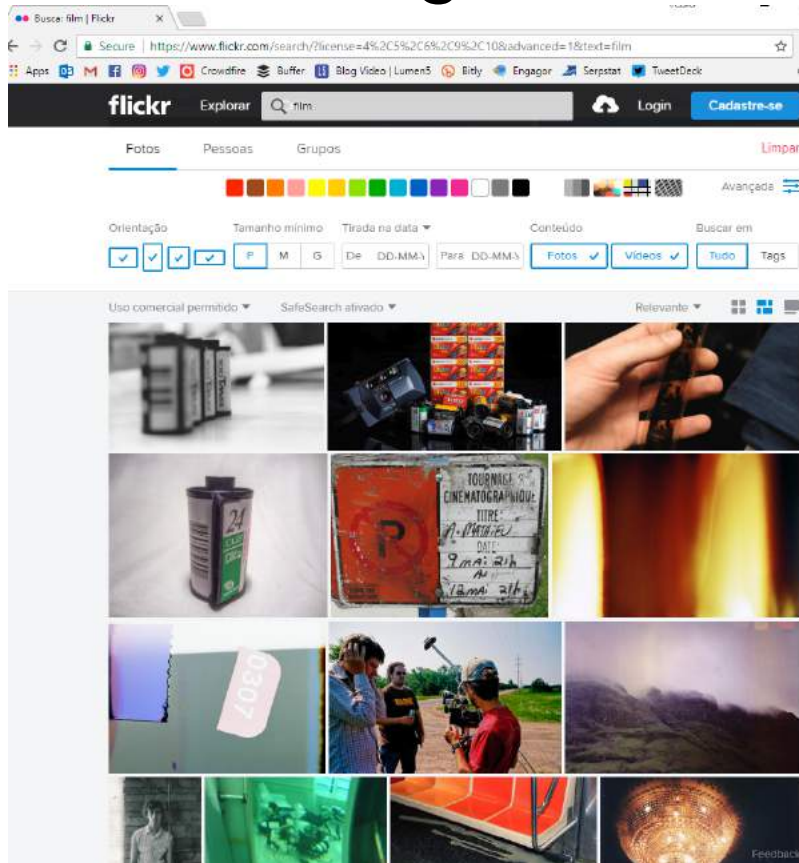 Busca: film | Flickr
Secure | https://www.flickr.com/search/?license=4%2C5%2C6%2C9%2C10&advanced=1&text=film
Apps Crowdfire Buffer Blog Video | Lumen5 Bitly Engagor Serpstat TweetDeck
flickr Explorar film Login Cadastre-se
Fotos Pessoas Grupos Limpar
Avançada
Orientação Tamanho mínimo Tirada na data Conteúdo Buscar em
P M G De DD-MM- Para DD-MM- Fotos Vídeos Tudo Tags
Uso comercial permitido SafeSearch ativado Relevante
24
P
TOURNAGE
CINEMATOGRAPHIQUE
TITRE:
A. MATHIEU
DATE:
9 mai 21h
Au
12 mai 21h
0307
Feedback